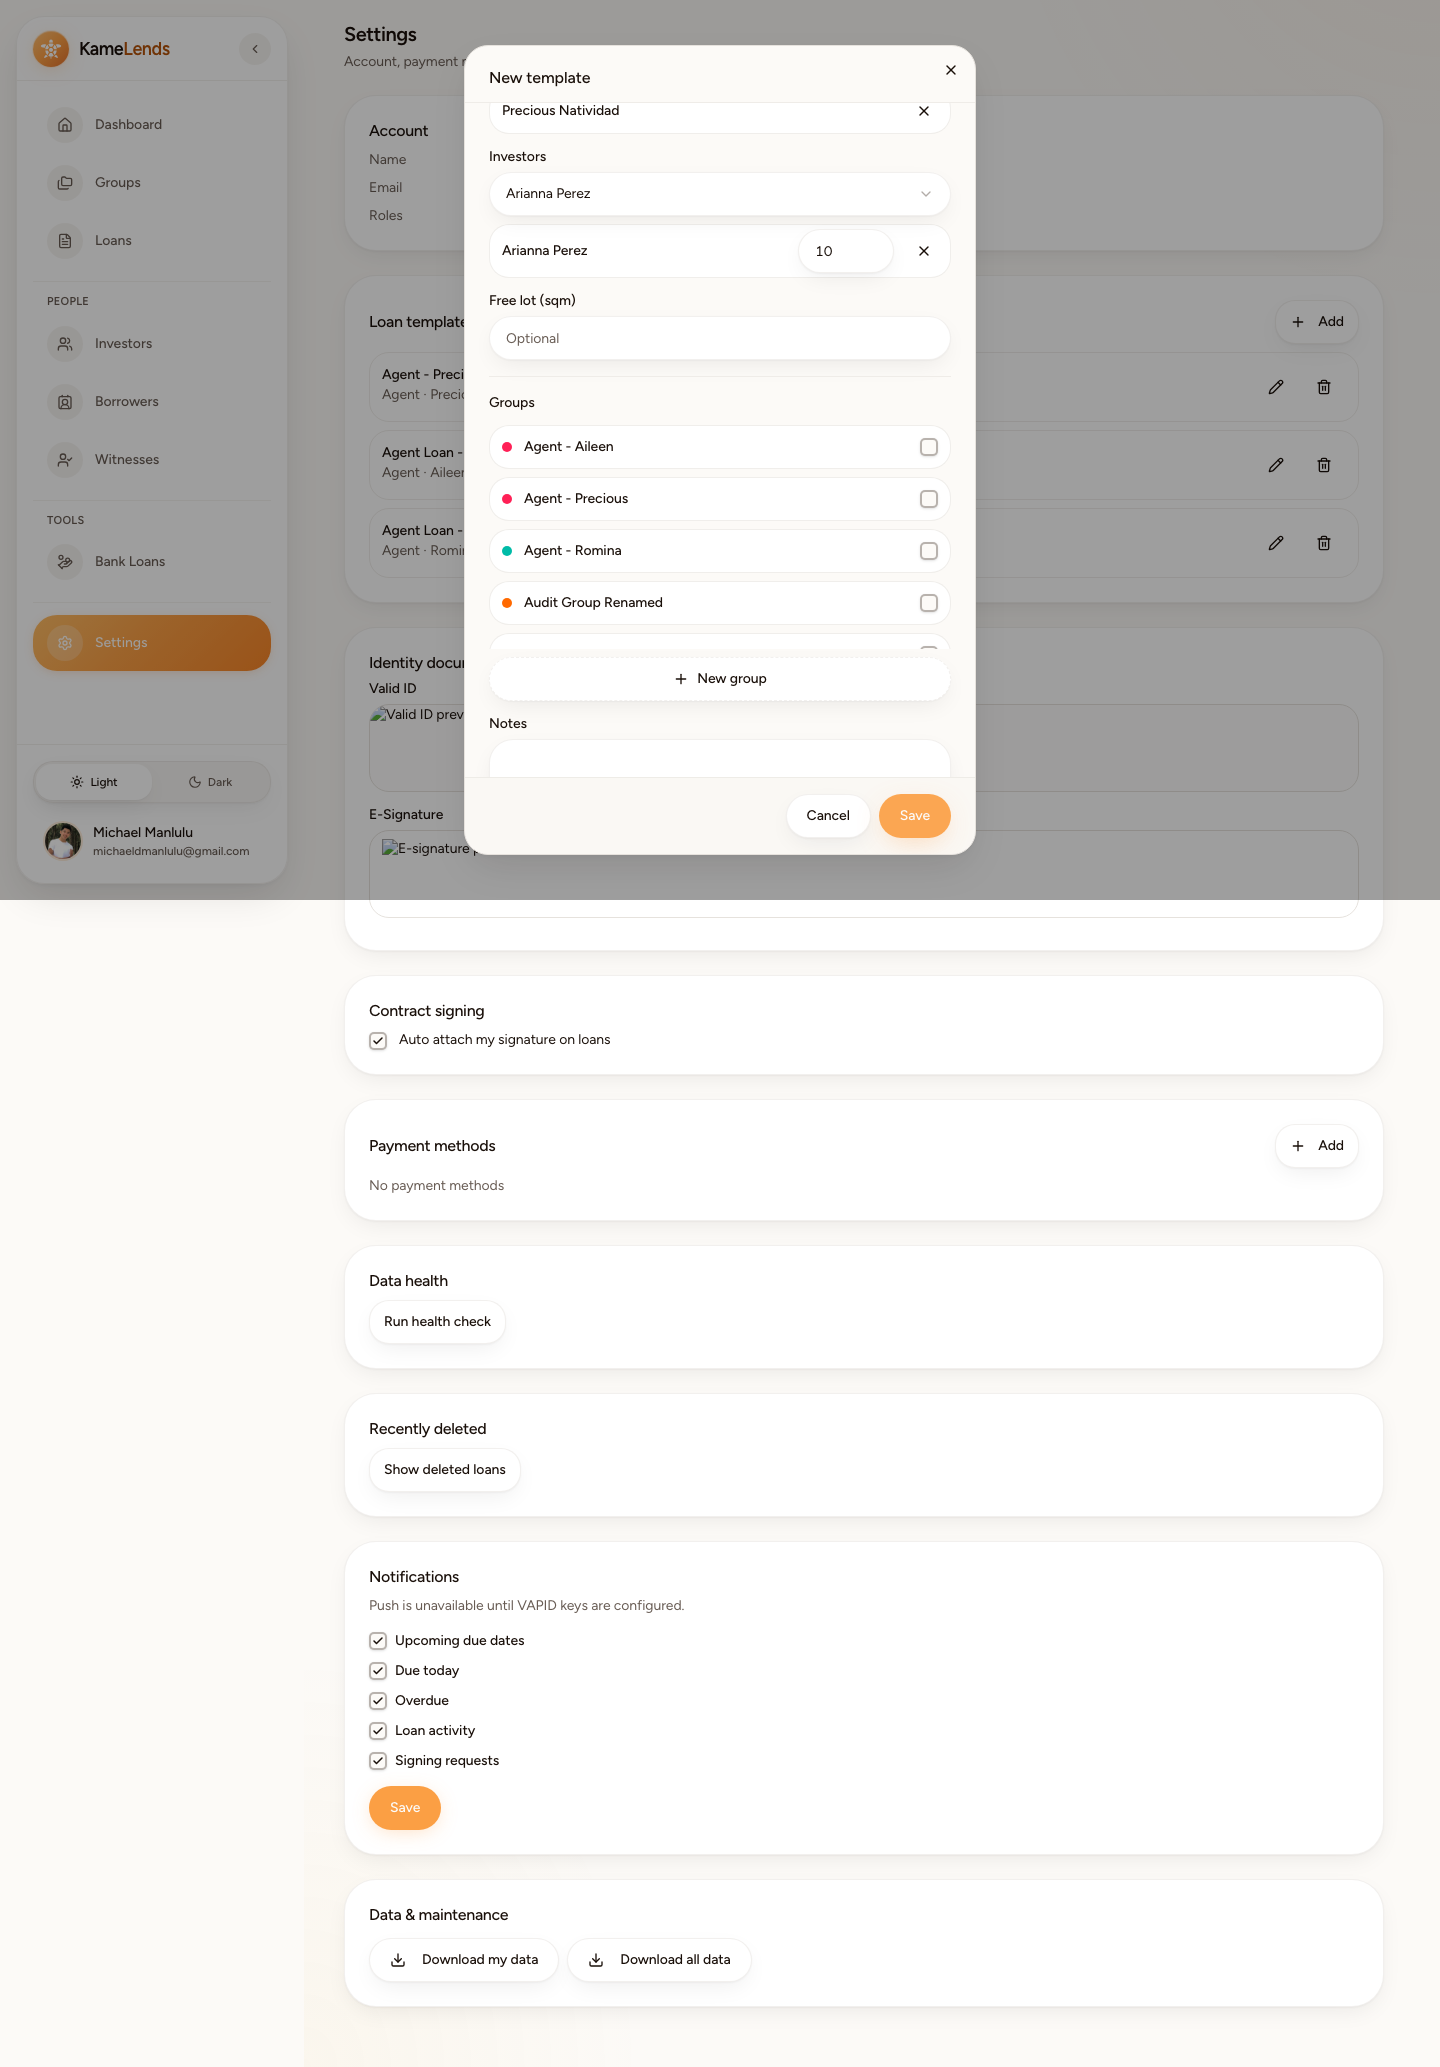 KameLends
Dashboard
Groups
Loans
PEOPLE
Investors
Borrowers
Witnesses
TOOLS
Bank Loans
Settings
Light
Dark
Michael Manlulu
michaeldmanlulu@gmail.com
Settings
Account, payment
Account
Name
Email
Roles
Loan template
Add
Agent - Preci
Agent · Precio
Agent Loan -
Agent · Aileen
Agent Loan -
Agent · Romin
Identity docu
Valid ID
Valid ID prev
E-Signature
E-signature
New template
Precious Natividad
Investors
Arianna Perez
Arianna Perez
10
Free lot (sqm)
Optional
Groups
Agent - Aileen
Agent - Precious
Agent - Romina
Audit Group Renamed
New group
Notes
Cancel
Save
Contract signing
Auto attach my signature on loans
Payment methods
Add
No payment methods
Data health
Run health check
Recently deleted
Show deleted loans
Notifications
Push is unavailable until VAPID keys are configured.
Upcoming due dates
Due today
Overdue
Loan activity
Signing requests
Save
Data & maintenance
Download my data
Download all data